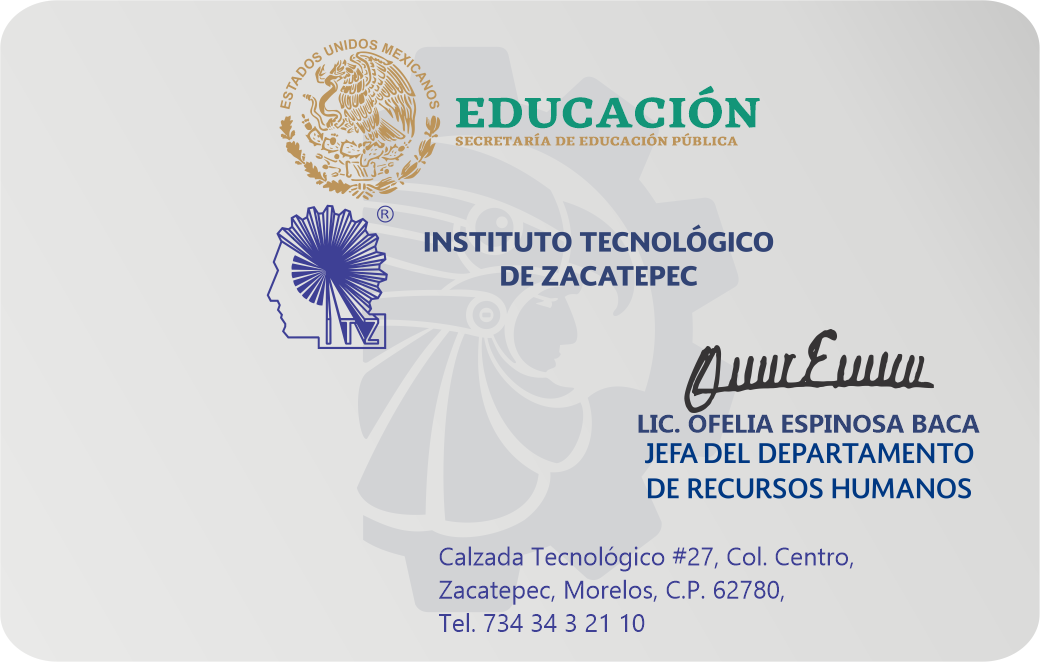 ESTADOS UNIDOS MEXICANOS
EDUCACIÓN
SECRETARÍA DE EDUCACIÓN PÚBLICA
®
ITZ
INSTITUTO TECNOLÓGICO
DE ZACATEPEC
LIC. OFELIA ESPINOSA BACA
JEFA DEL DEPARTAMENTO
DE RECURSOS HUMANOS
Calzada Tecnológico #27, Col. Centro,
Zacatepec, Morelos, C.P. 62780,
Tel. 734 34 3 21 10